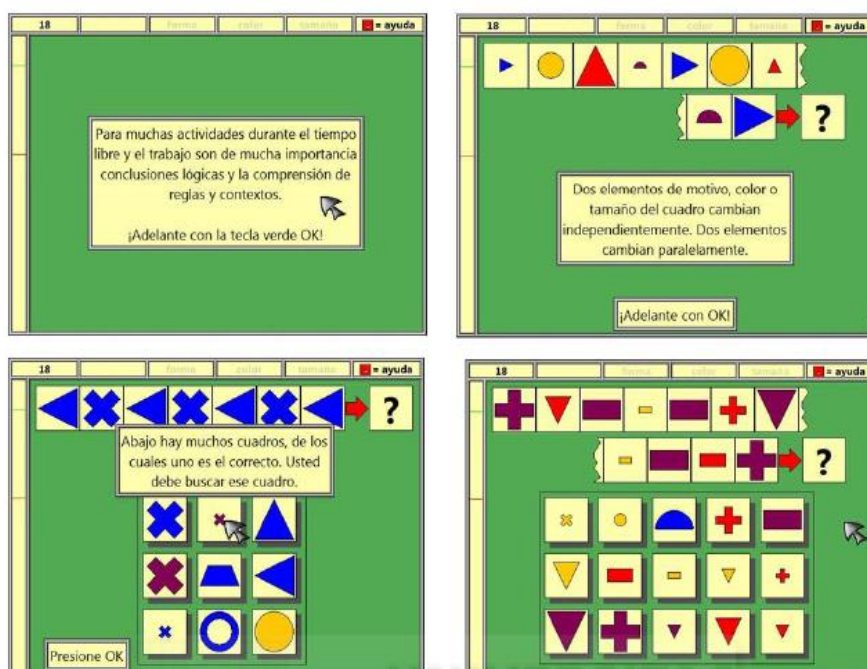 18 forma color tamaño = ayuda
Para muchas actividades durante el tiempo
libre y el trabajo son de mucha importancia
conclusiones lógicas y la comprensión de
reglas y contextos.
¡Adelante con la tecla verde OK!
18 forma color tamaño = ayuda
?
Dos elementos de motivo, color o
tamaño del cuadro cambian
independientemente. Dos elementos
cambian paralelamente.
¡Adelante con OK!
18 forma color tamaño = ayuda
?
Abajo hay muchos cuadros, de los
cuales uno es el correcto. Usted
debe buscar ese cuadro.
Presione OK
18 forma color tamaño = ayuda
?